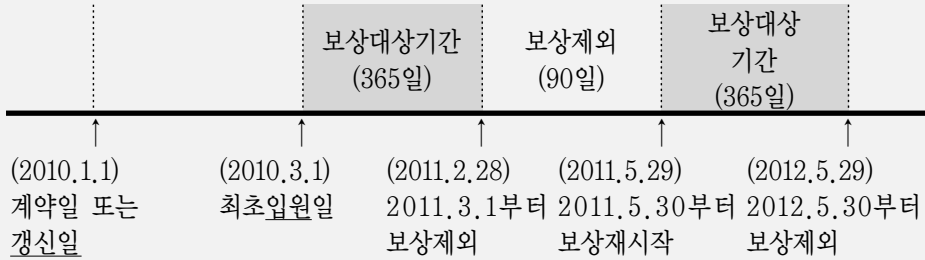 보상대상기간
(365일)
보상제외
(90일)
보상대상
기간
(365일)
(2010.1.1)
계약일 또는
갱신일
(2010.3.1)
최초입원일
(2011.2.28)
2011.3.1부터
보상제외
(2011.5.29)
2011.5.30부터
보상재시작
(2012.5.29)
2012.5.30부터
보상제외